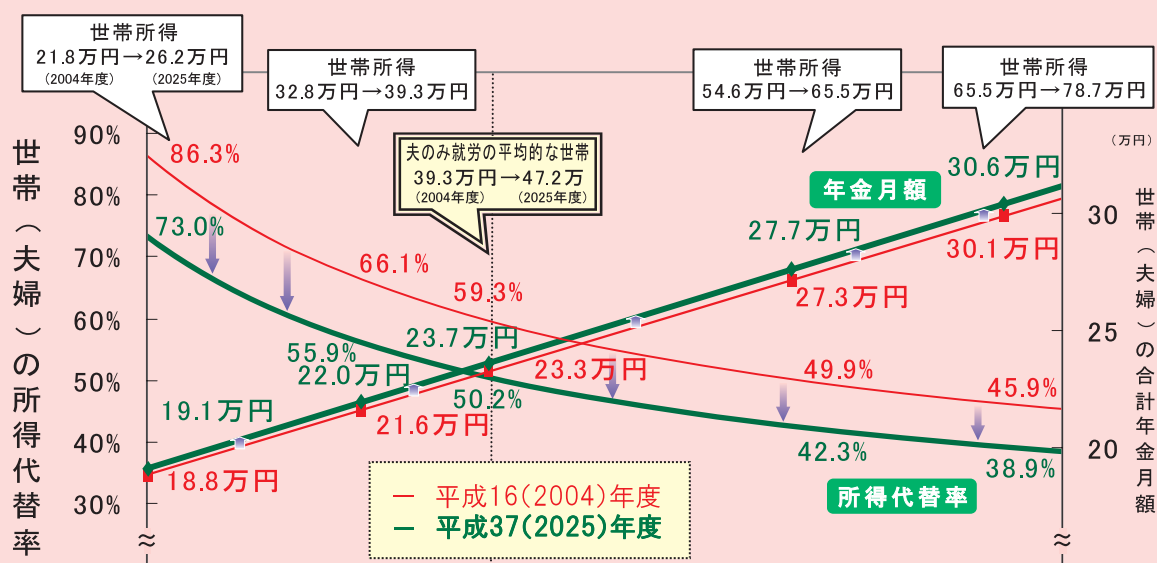 世帯所得
21.8万円→26.2万円
(2004年度) (2025年度)
世帯所得
32.8万円→39.3万円
世帯所得
54.6万円→65.5万円
世帯所得
65.5万円→78.7万円
夫のみ就労の平均的な世帯
39.3万円→47.2万
(2004年度) (2025年度)
世帯(夫婦)の所得代替率
90%
80%
70%
60%
50%
40%
30%
≈
(万円)
30
25
20
≈
世帯(夫婦)の合計年金月額
年金月額
所得代替率
86.3%
73.0%
66.1%
59.3%
55.9%
50.2%
49.9%
45.9%
42.3%
38.9%
19.1万円
18.8万円
22.0万円
21.6万円
23.7万円
23.3万円
27.7万円
27.3万円
30.6万円
30.1万円
平成16(2004)年度
平成37(2025)年度